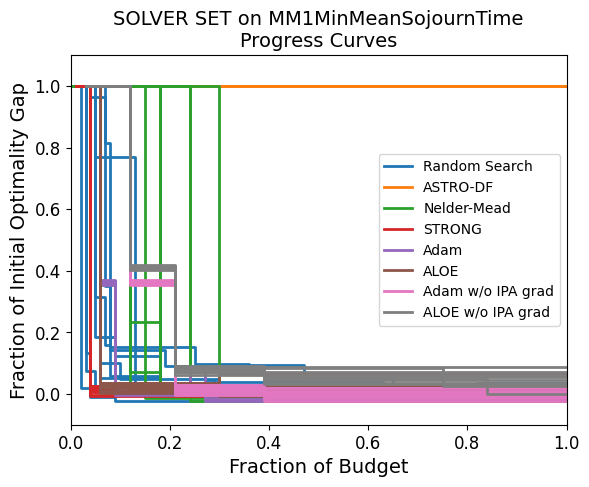 SOLVER SET on MM1MinMeanSojournTime
Progress Curves
Fraction of Initial Optimality Gap
1.0
0.8
0.6
0.4
0.2
0.0
Random Search
ASTRO-DF
Nelder-Mead
STRONG
Adam
ALOE
Adam w/o IPA grad
ALOE w/o IPA grad
0.0 0.2 0.4 0.6 0.8 1.0
Fraction of Budget